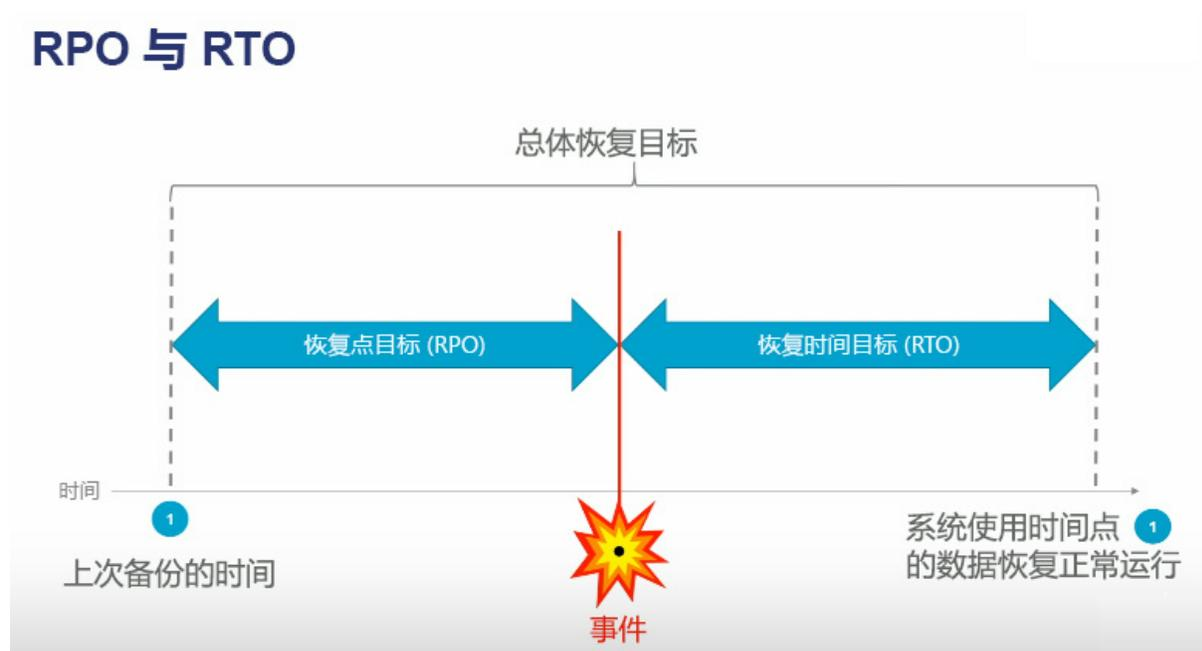 RPO 与 RTO
总体恢复目标
恢复点目标 (RPO)
恢复时间目标 (RTO)
时间
1
上次备份的时间
事件
系统使用时间点 1
的数据恢复正常运行